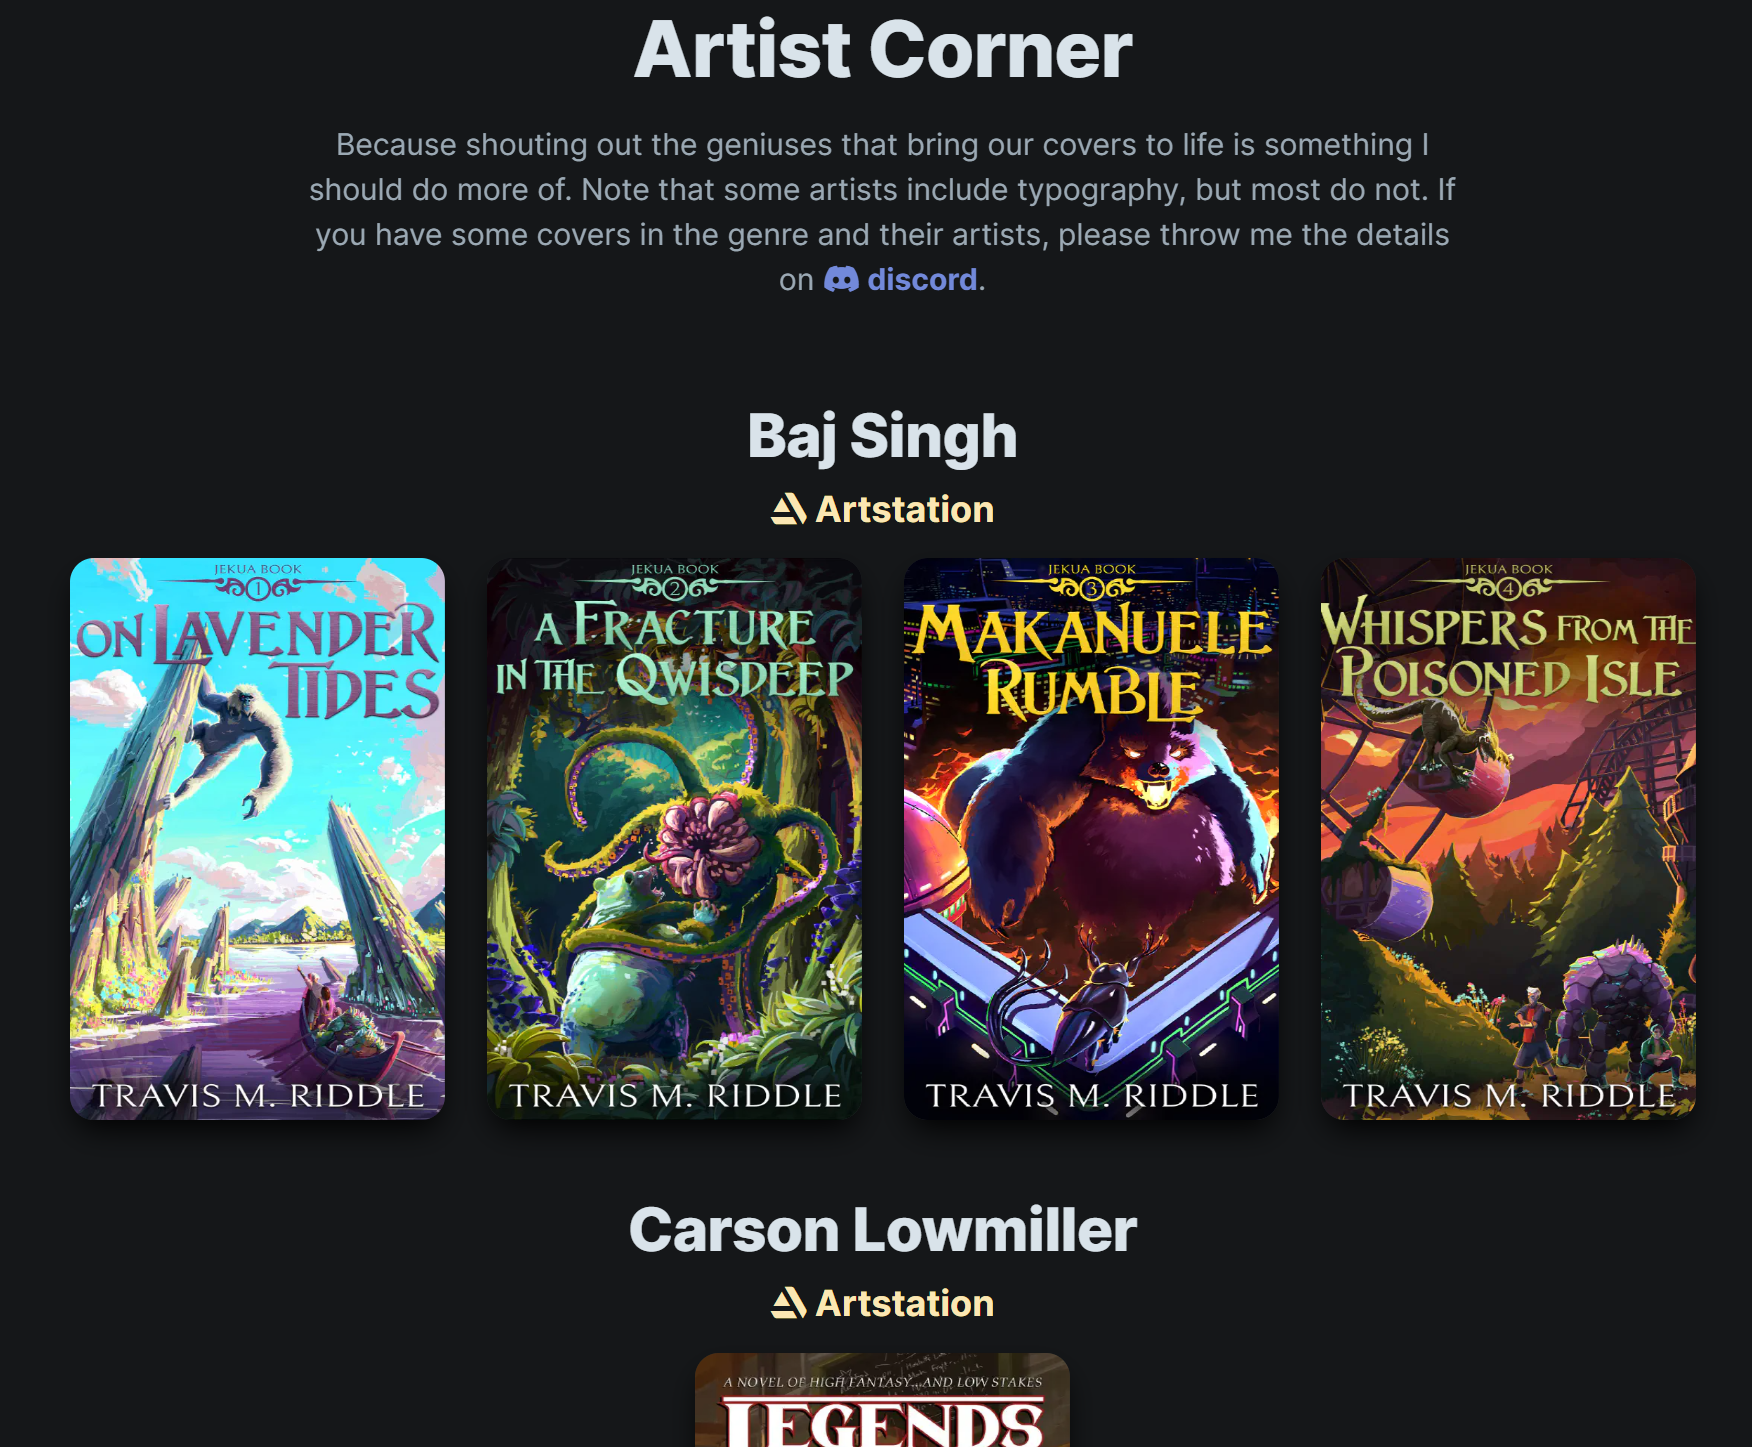 Artist Corner
Because shouting out the geniuses that bring our covers to life is something I
should do more of. Note that some artists include typography, but most do not. If
you have some covers in the genre and their artists, please throw me the details
on discord.
Baj Singh
Artstation
JEKUA BOOK
1
ON LAVENDER
TIDES
TRAVIS M. RIDDLE
JEKUA BOOK
2
A FRACTURE
IN THE QWISDEEP
TRAVIS M. RIDDLE
JEKUA BOOK
3
MAKANUELE
RUMBLE
TRAVIS M. RIDDLE
JEKUA BOOK
4
WHISPERS FROM THE
POISONED ISLE
TRAVIS M. RIDDLE
Carson Lowmiller
Artstation
A NOVEL OF HIGH FANTASY...AND LOW STAKES
LEGENDS